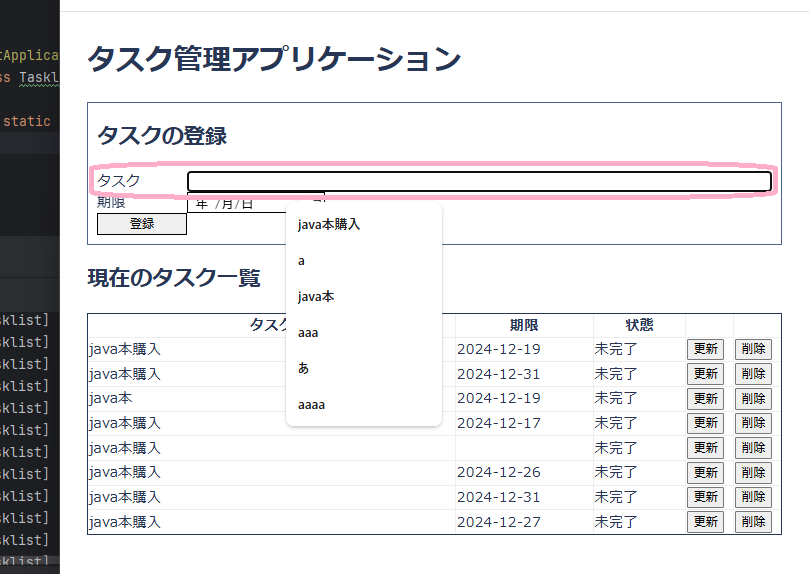 タスク管理アプリケーション
tApplica
ss Taskl
static
タスクの登録
タスク
期限 年 /月/日
登録
java本購入
a
java本
aaa
あ
aaaa
現在のタスク一覧
タスク 期限 状態
java本購入 2024-12-19 未完了 更新 削除
java本購入 2024-12-31 未完了 更新 削除
java本 2024-12-19 未完了 更新 削除
java本購入 2024-12-17 未完了 更新 削除
java本購入 未完了 更新 削除
java本購入 2024-12-26 未完了 更新 削除
java本購入 2024-12-31 未完了 更新 削除
java本購入 2024-12-27 未完了 更新 削除
sklist]
sklist]
sklist]
sklist]
sklist]
sklist]
sklist]
sklist]
sklist]
sklist]
sklist]
sklist]